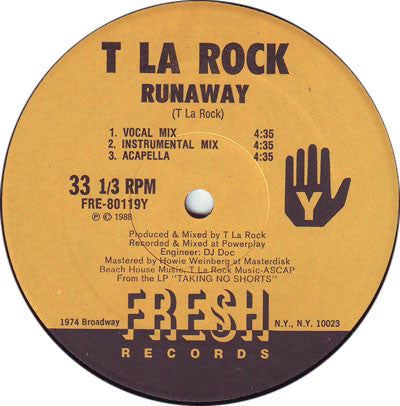 T LA ROCK
RUNAWAY
(T La Rock)
1. VOCAL MIX 4:35
2. INSTRUMENTAL MIX 4:35
3. ACAPELLA 4:35
33 1/3 RPM
FRE-80119Y
℗ © 1988
Y
Produced & Mixed by T La Rock
Recorded & Mixed at Powerplay
Engineer: DJ Doc
Mastered by Howie Weinberg at Masterdisk
Beach House Music, T La Rock Music-ASCAP
From the LP "TAKING NO SHORTS"
1974 Broadway FRESH N.Y., N.Y. 10023
RECORDS